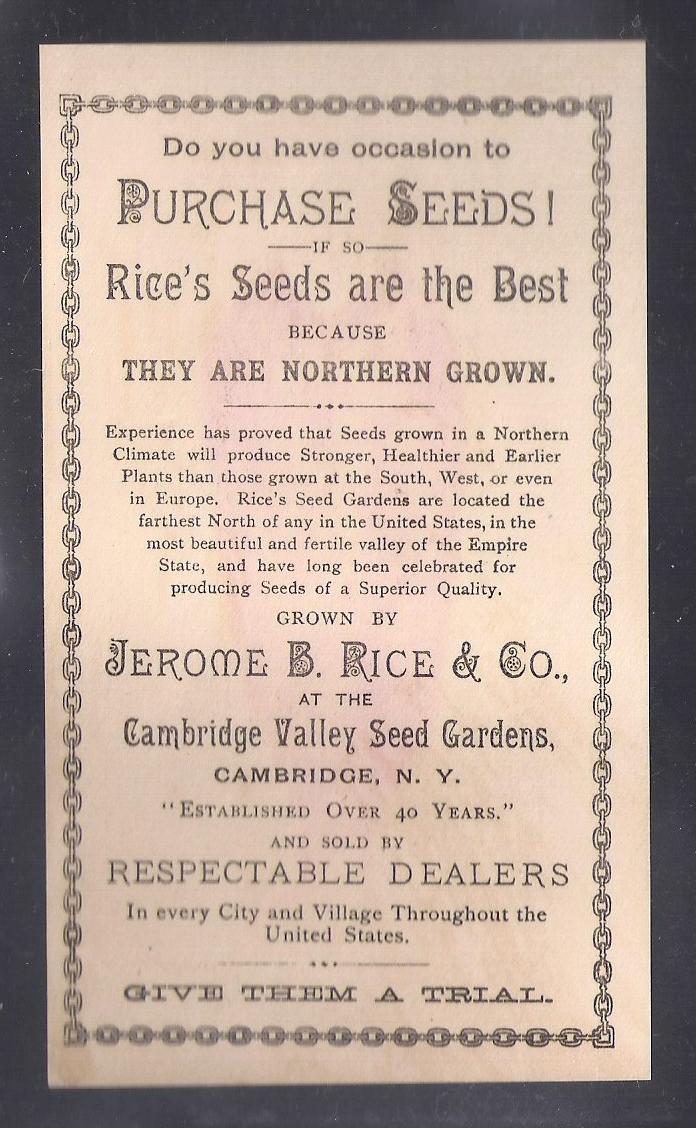 Do you have occasion to
PURCHASE SEEDS!
IF SO
Rice's Seeds are the Best
BECAUSE
THEY ARE NORTHERN GROWN.
Experience has proved that Seeds grown in a Northern
Climate will produce Stronger, Healthier and Earlier
Plants than those grown at the South, West, or even
in Europe. Rice's Seed Gardens are located the
farthest North of any in the United States, in the
most beautiful and fertile valley of the Empire
State, and have long been celebrated for
producing Seeds of a Superior Quality.
GROWN BY
JEROME B. RICE & CO.,
AT THE
Cambridge Valley Seed Gardens,
CAMBRIDGE, N. Y.
"ESTABLISHED OVER 40 YEARS."
AND SOLD BY
RESPECTABLE DEALERS
In every City and Village Throughout the
United States.
GIVE THEM A TRIAL.